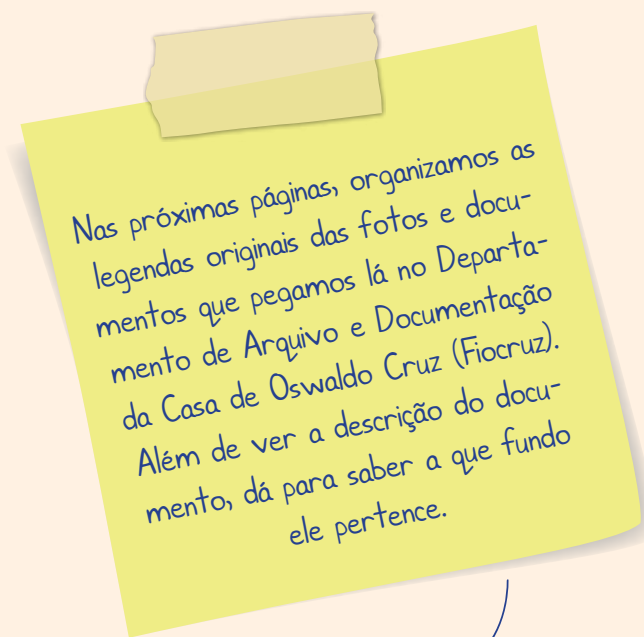 Nas próximas páginas, organizamos as
legendas originais das fotos e docu-
mentos que pegamos lá no Departa-
mento de Arquivo e Documentação
da Casa de Oswaldo Cruz (Fiocruz).
Além de ver a descrição do docu-
mento, dá para saber a que fundo
ele pertence.